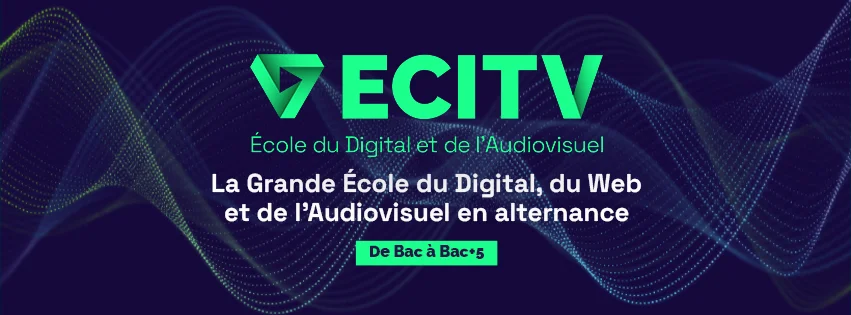 ECITV
École du Digital et de l'Audiovisuel
La Grande École du Digital, du Web
et de l'Audiovisuel en alternance
De Bac à Bac+5